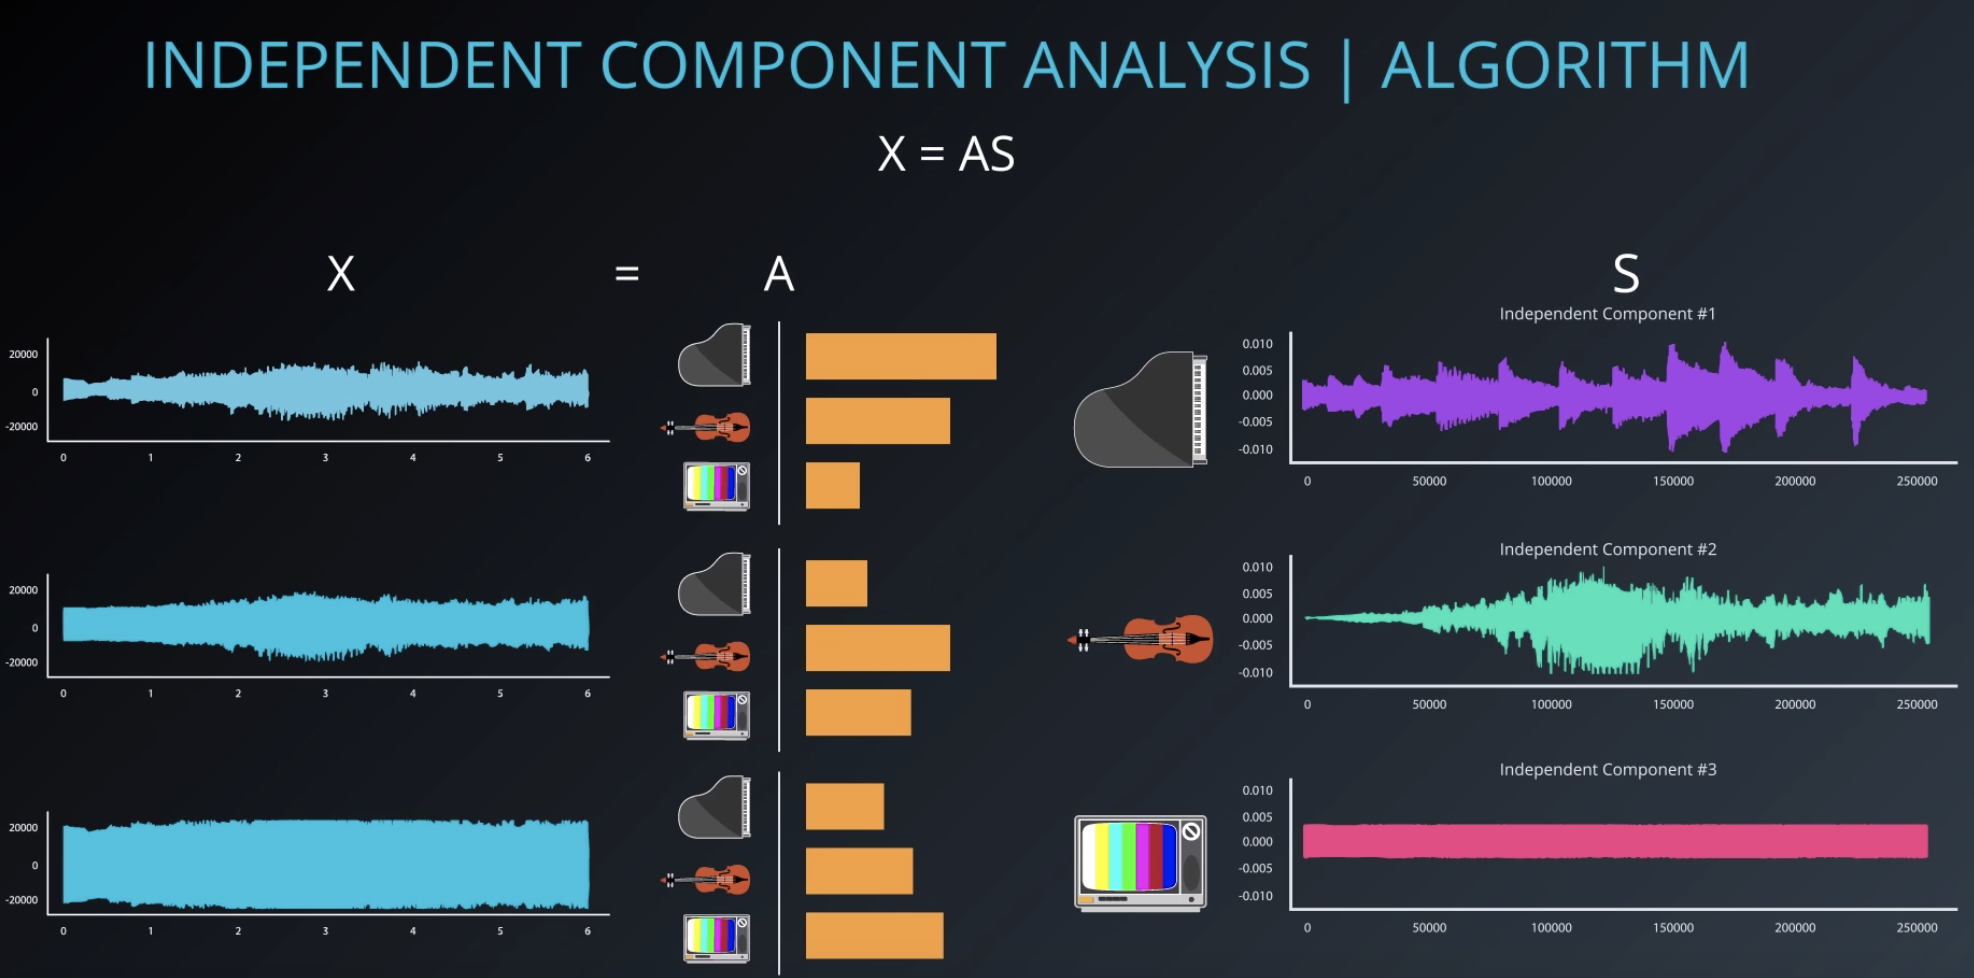 INDEPENDENT COMPONENT ANALYSIS | ALGORITHM
X = AS
X = A S
20000
0
-20000
0 1 2 3 4 5 6
Independent Component #1
0.010
0.005
0.000
-0.005
-0.010
0 50000 100000 150000 200000 250000
20000
0
-20000
0 1 2 3 4 5 6
Independent Component #2
0.010
0.005
0.000
-0.005
-0.010
0 50000 100000 150000 200000 250000
20000
0
-20000
0 1 2 3 4 5 6
Independent Component #3
0.010
0.005
0.000
-0.005
-0.010
0 50000 100000 150000 200000 250000